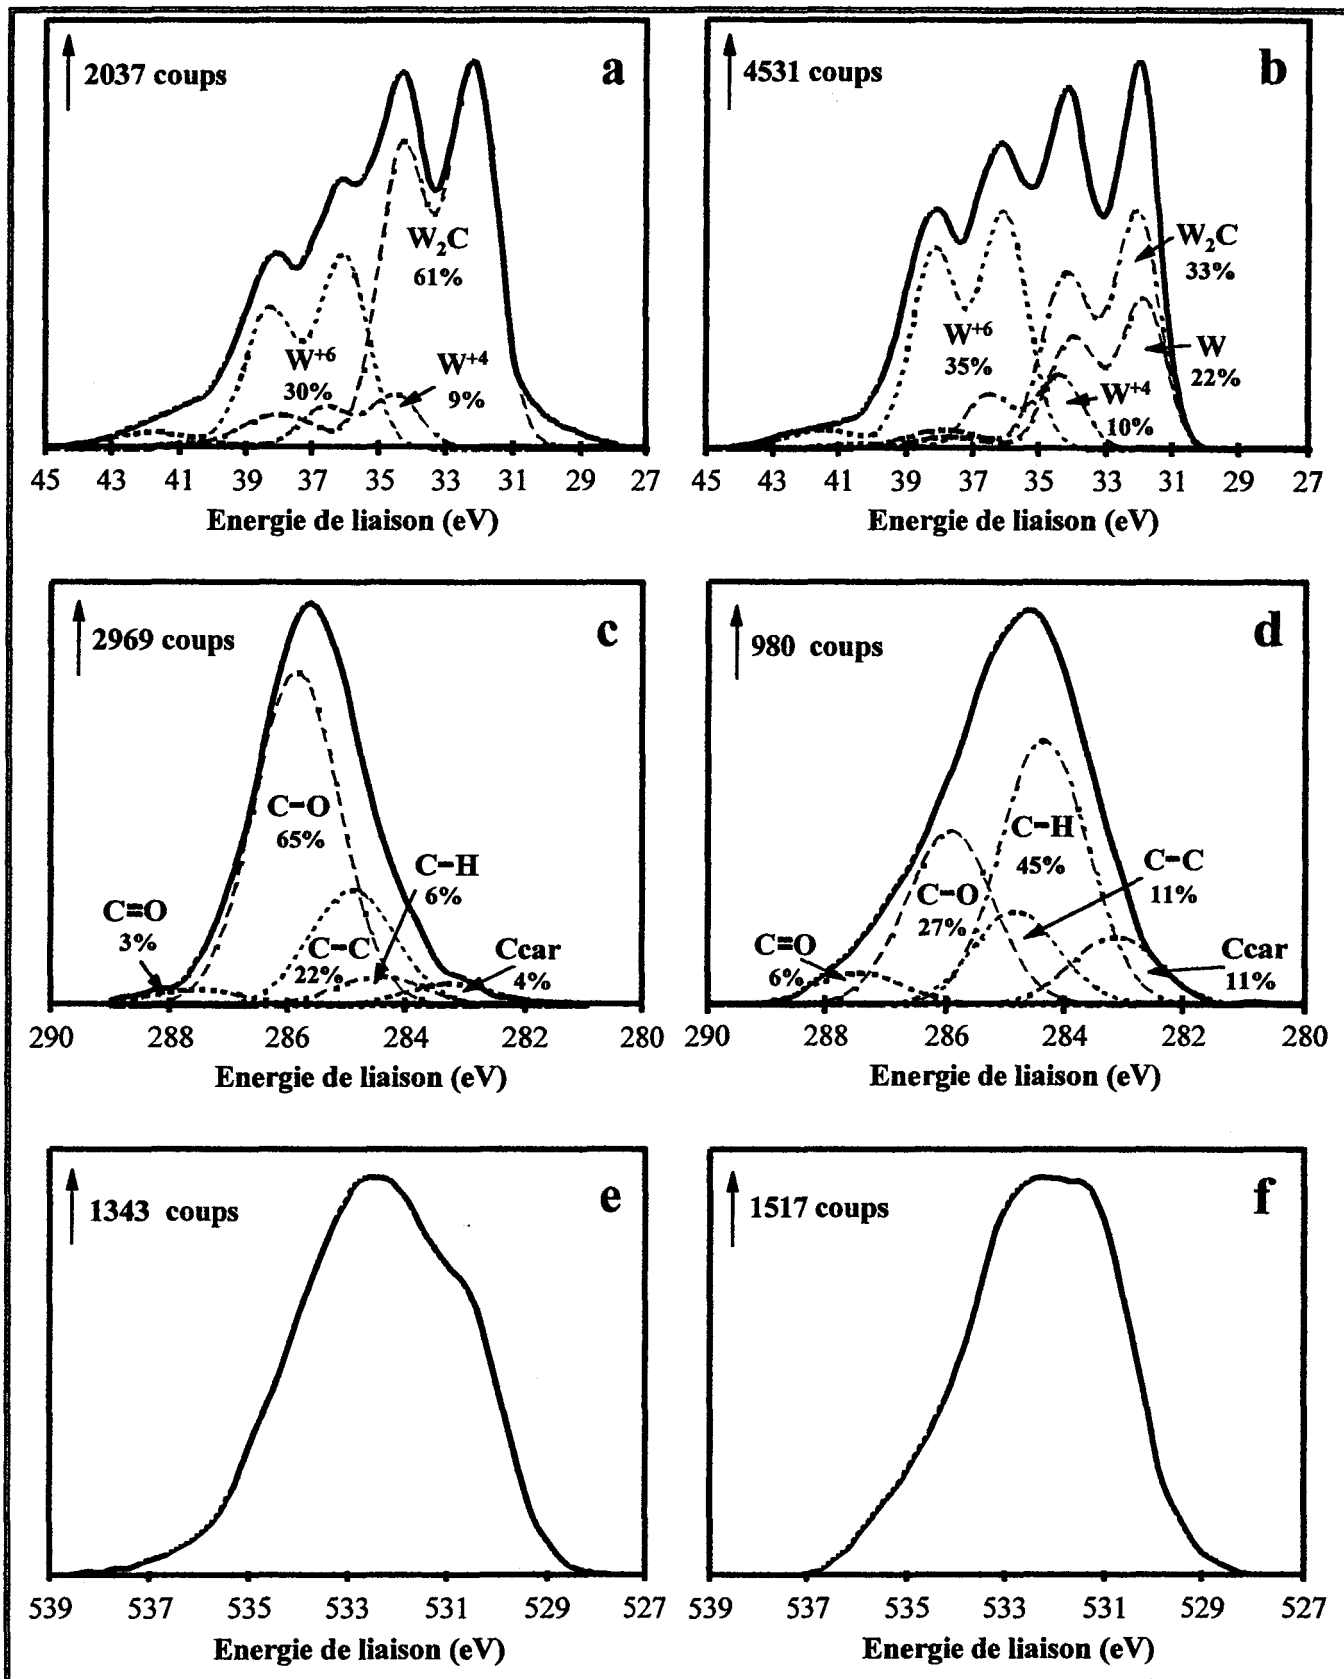 2037 coups
a
W₂C
61%
W⁺⁶
30%
W⁺⁴
9%
45 43 41 39 37 35 33 31 29 27
Energie de liaison (eV)
4531 coups
b
W₂C
33%
W⁺⁶
35%
W
22%
W⁺⁴
10%
45 43 41 39 37 35 33 31 29 27
Energie de liaison (eV)
2969 coups
c
C-O
65%
C-H
6%
C=O
3%
C-C
22%
Ccar
4%
290 288 286 284 282 280
Energie de liaison (eV)
980 coups
d
C-H
45%
C-C
11%
C-O
27%
C=O
6%
Ccar
11%
290 288 286 284 282 280
Energie de liaison (eV)
1343 coups
e
539 537 535 533 531 529 527
Energie de liaison (eV)
1517 coups
f
539 537 535 533 531 529 527
Energie de liaison (eV)